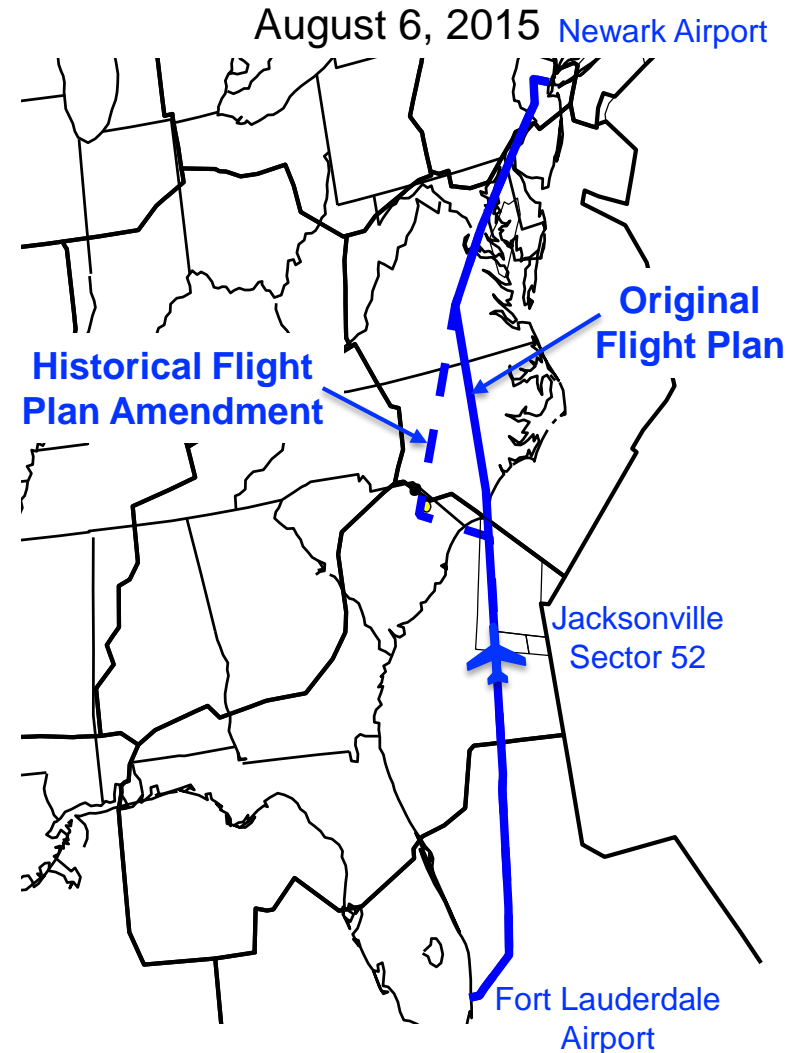 August 6, 2015
Newark Airport
Original
Flight Plan
Historical Flight
Plan Amendment
Jacksonville
Sector 52
Fort Lauderdale
Airport